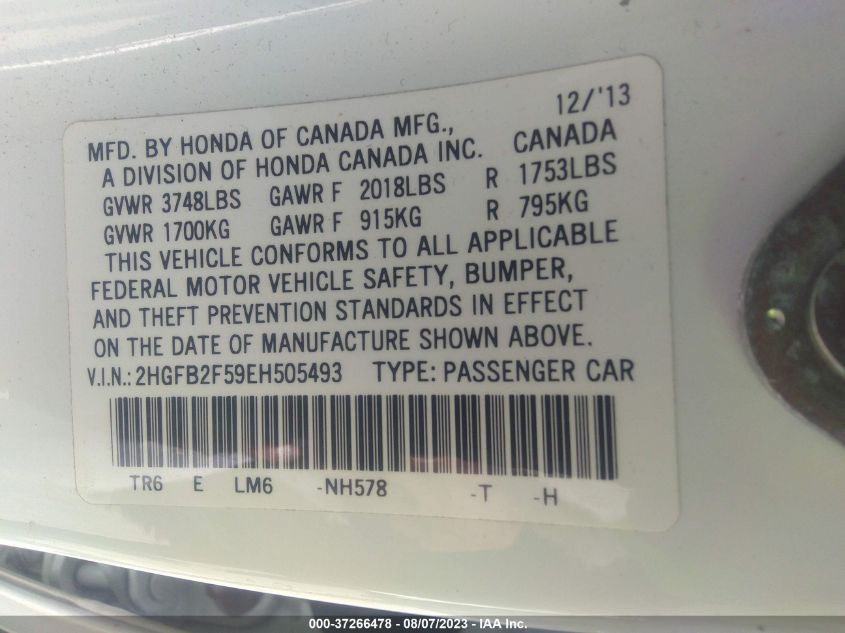 12/'13
MFD. BY HONDA OF CANADA MFG.,
A DIVISION OF HONDA CANADA INC. CANADA
GVWR 3748LBS GAWR F 2018LBS R 1753LBS
GVWR 1700KG GAWR F 915KG R 795KG
THIS VEHICLE CONFORMS TO ALL APPLICABLE
FEDERAL MOTOR VEHICLE SAFETY, BUMPER,
AND THEFT PREVENTION STANDARDS IN EFFECT
ON THE DATE OF MANUFACTURE SHOWN ABOVE.
V.I.N.: 2HGFB2F59EH505493 TYPE: PASSENGER CAR
TR6 E LM6 -NH578 -T -H
000-37266478 - 08/07/2023 - IAA Inc.